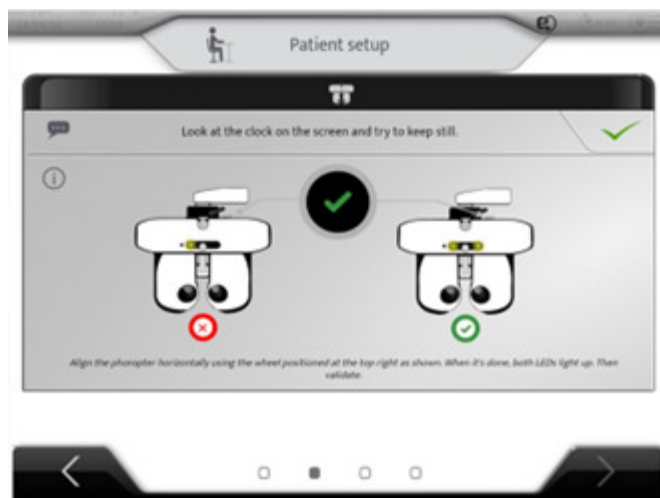 Patient setup
Look at the clock on the screen and try to keep still.
Align the phoropter horizontally using the wheel positioned at the top right as shown. When it's done, both LEDs light up. Then
validate.